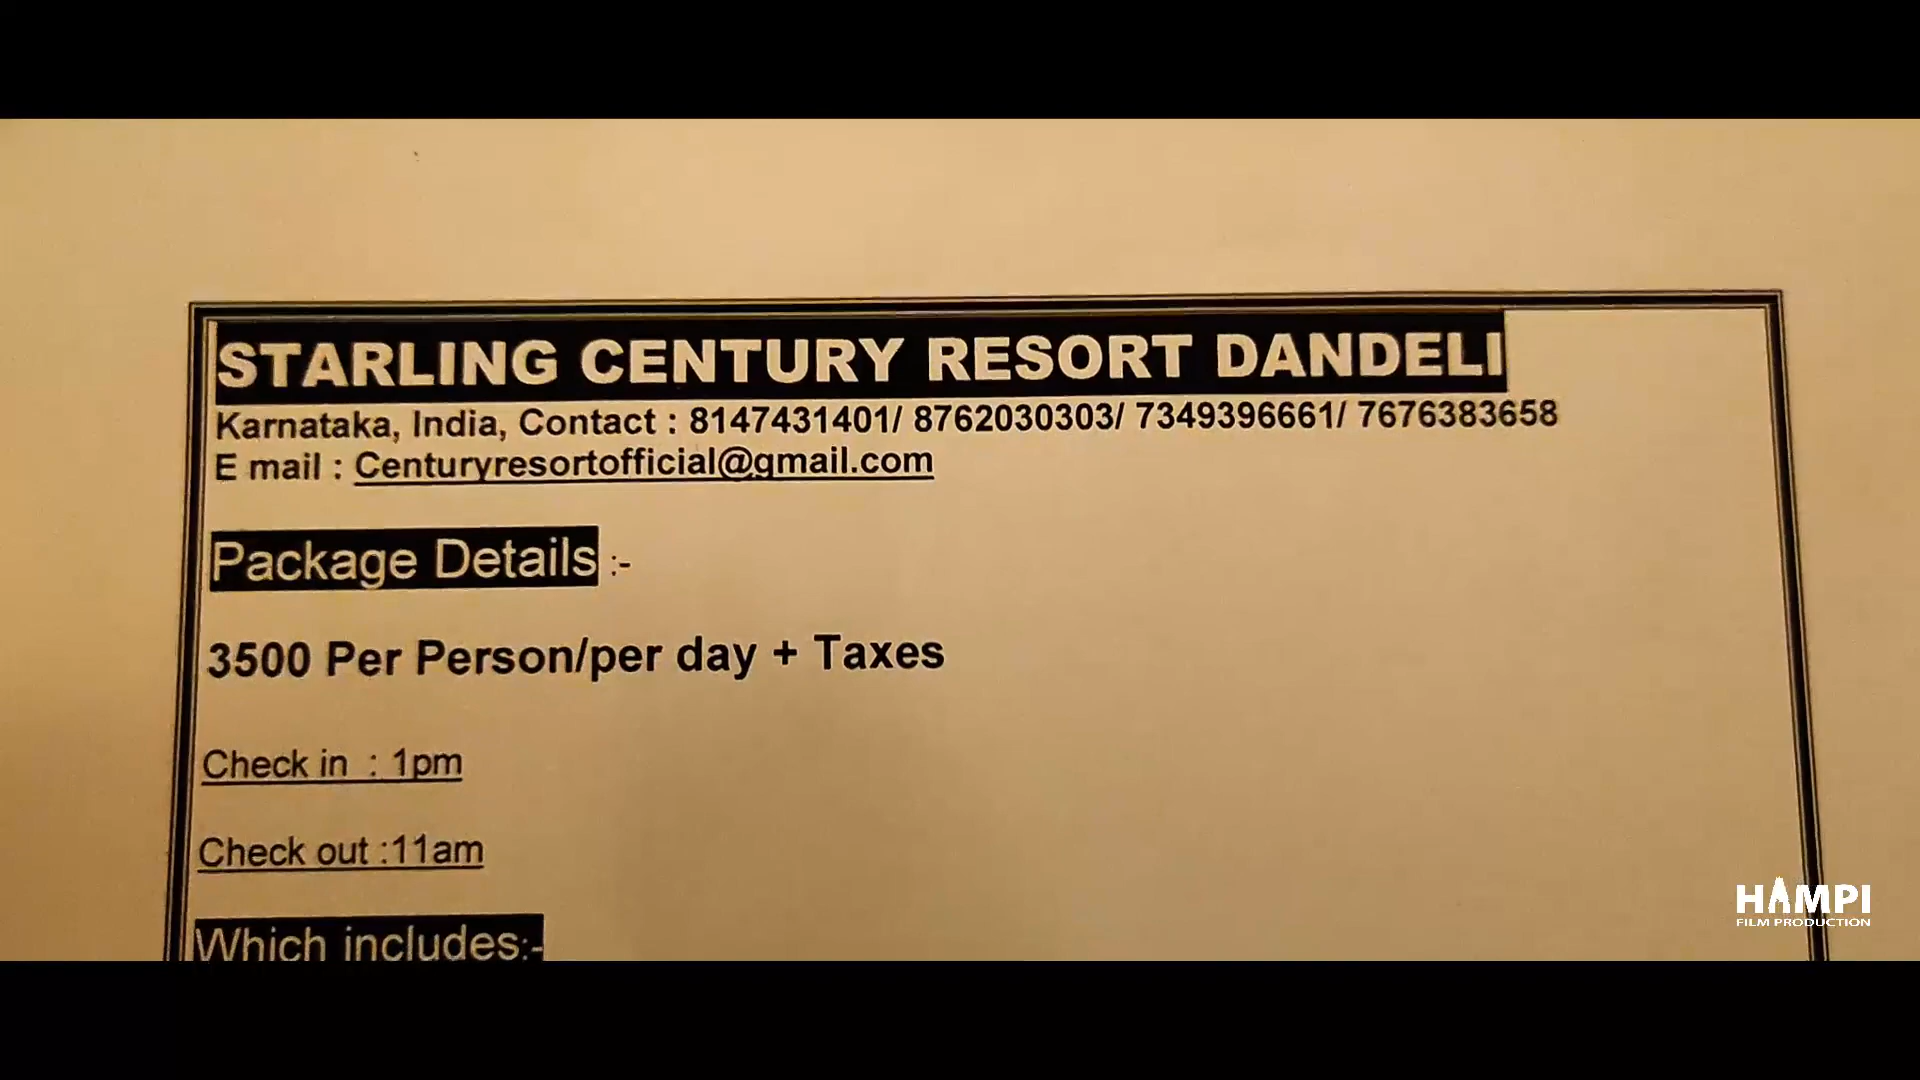 STARLING CENTURY RESORT DANDELI
Karnataka, India, Contact : 8147431401/ 8762030303/ 7349396661/ 7676383658
E mail : Centuryresortofficial@gmail.com
Package Details :-
3500 Per Person/per day + Taxes
Check in : 1pm
Check out :11am
Which includes:-
HAMPI
FILM PRODUCTION